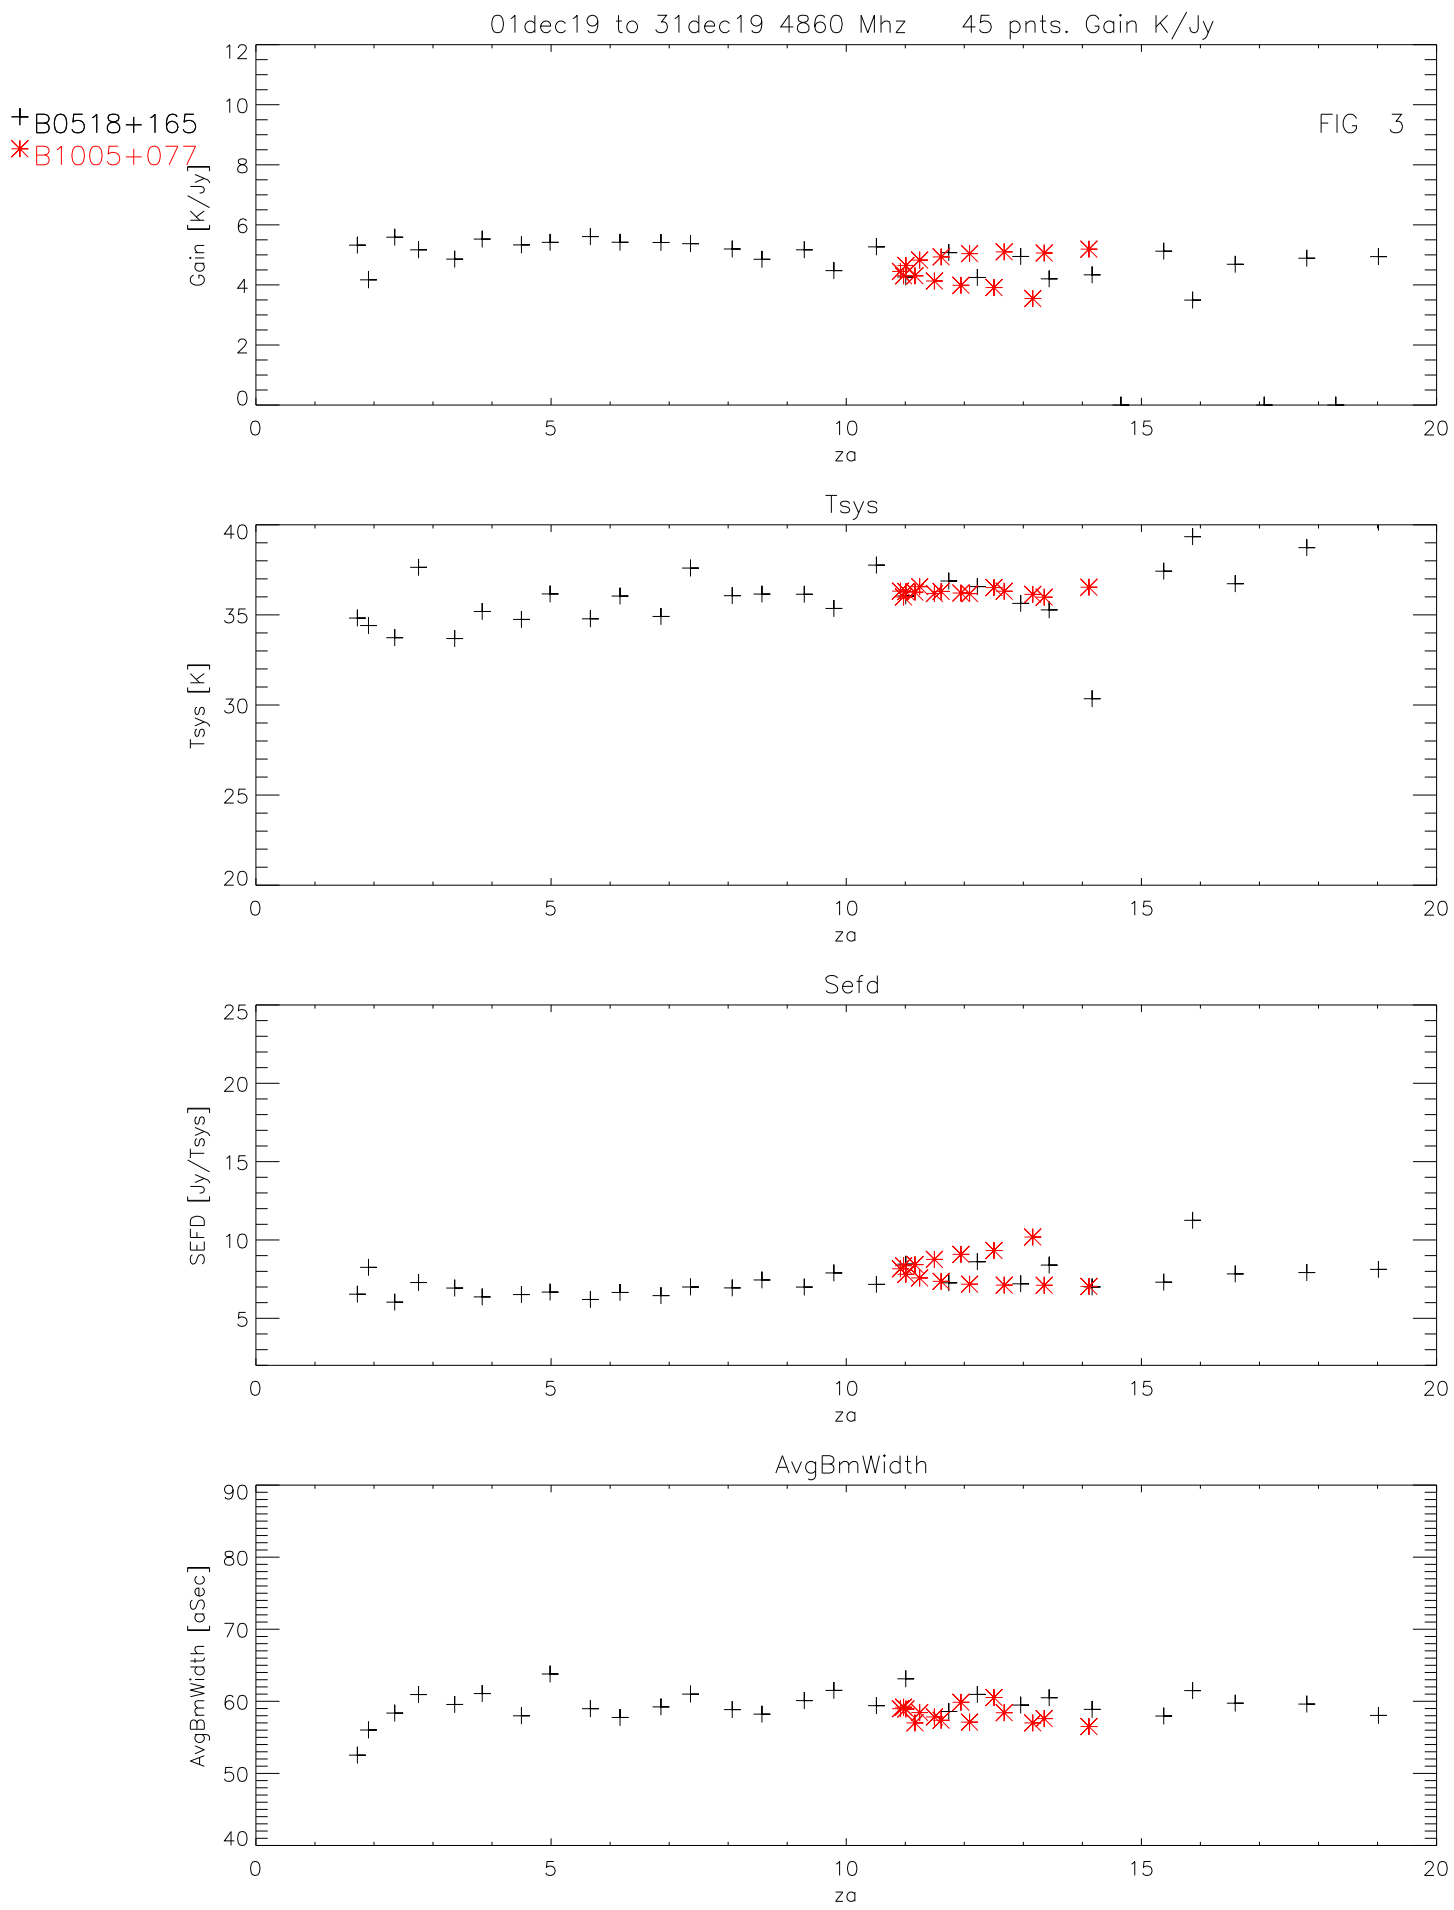 01dec19 to 31dec19 4860 Mhz 45 pnts. Gain K/Jy
B0518+165
B1005+077
FIG 3
Gain [K/Jy]
12
10
8
6
4
2
0
0 5 10 15 20
za
Tsys
Tsys [K]
40
35
30
25
20
0 5 10 15 20
za
Sefd
SEFD [Jy/Tsys]
25
20
15
10
5
0 5 10 15 20
za
AvgBmWidth
AvgBmWidth [aSec]
90
80
70
60
50
40
0 5 10 15 20
za